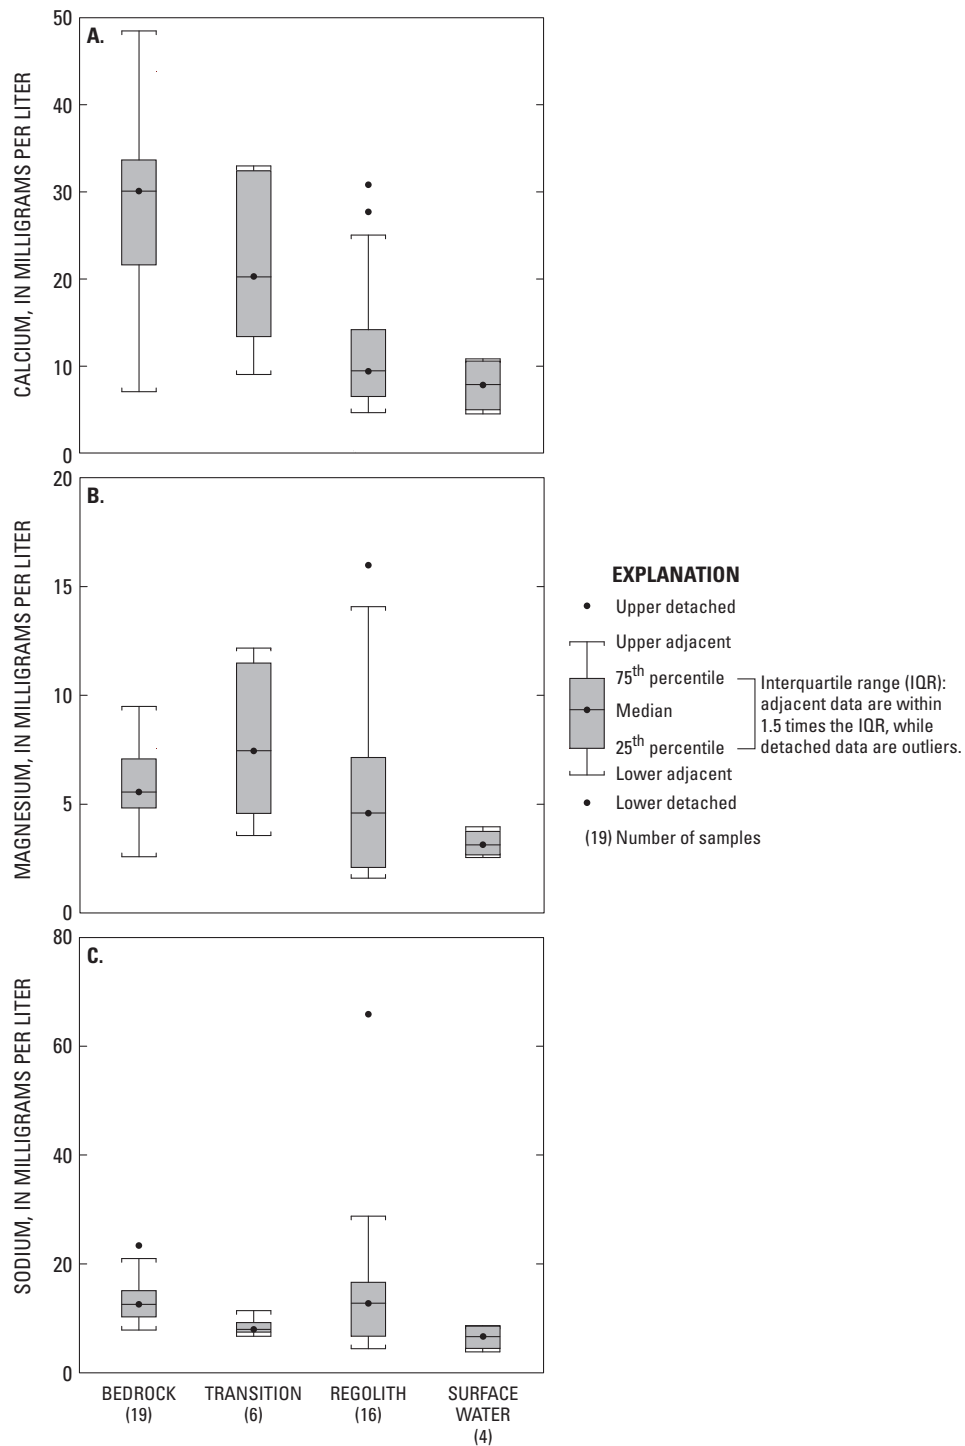 A.
CALCIUM, IN MILLIGRAMS PER LITER
50
40
30
20
10
0
B.
MAGNESIUM, IN MILLIGRAMS PER LITER
20
15
10
5
0
EXPLANATION
Upper detached
Upper adjacent
75th percentile
Median
25th percentile
Lower adjacent
Lower detached
(19) Number of samples
Interquartile range (IQR):
adjacent data are within
1.5 times the IQR, while
detached data are outliers.
C.
SODIUM, IN MILLIGRAMS PER LITER
80
60
40
20
0
BEDROCK
(19)
TRANSITION
(6)
REGOLITH
(16)
SURFACE
WATER
(4)